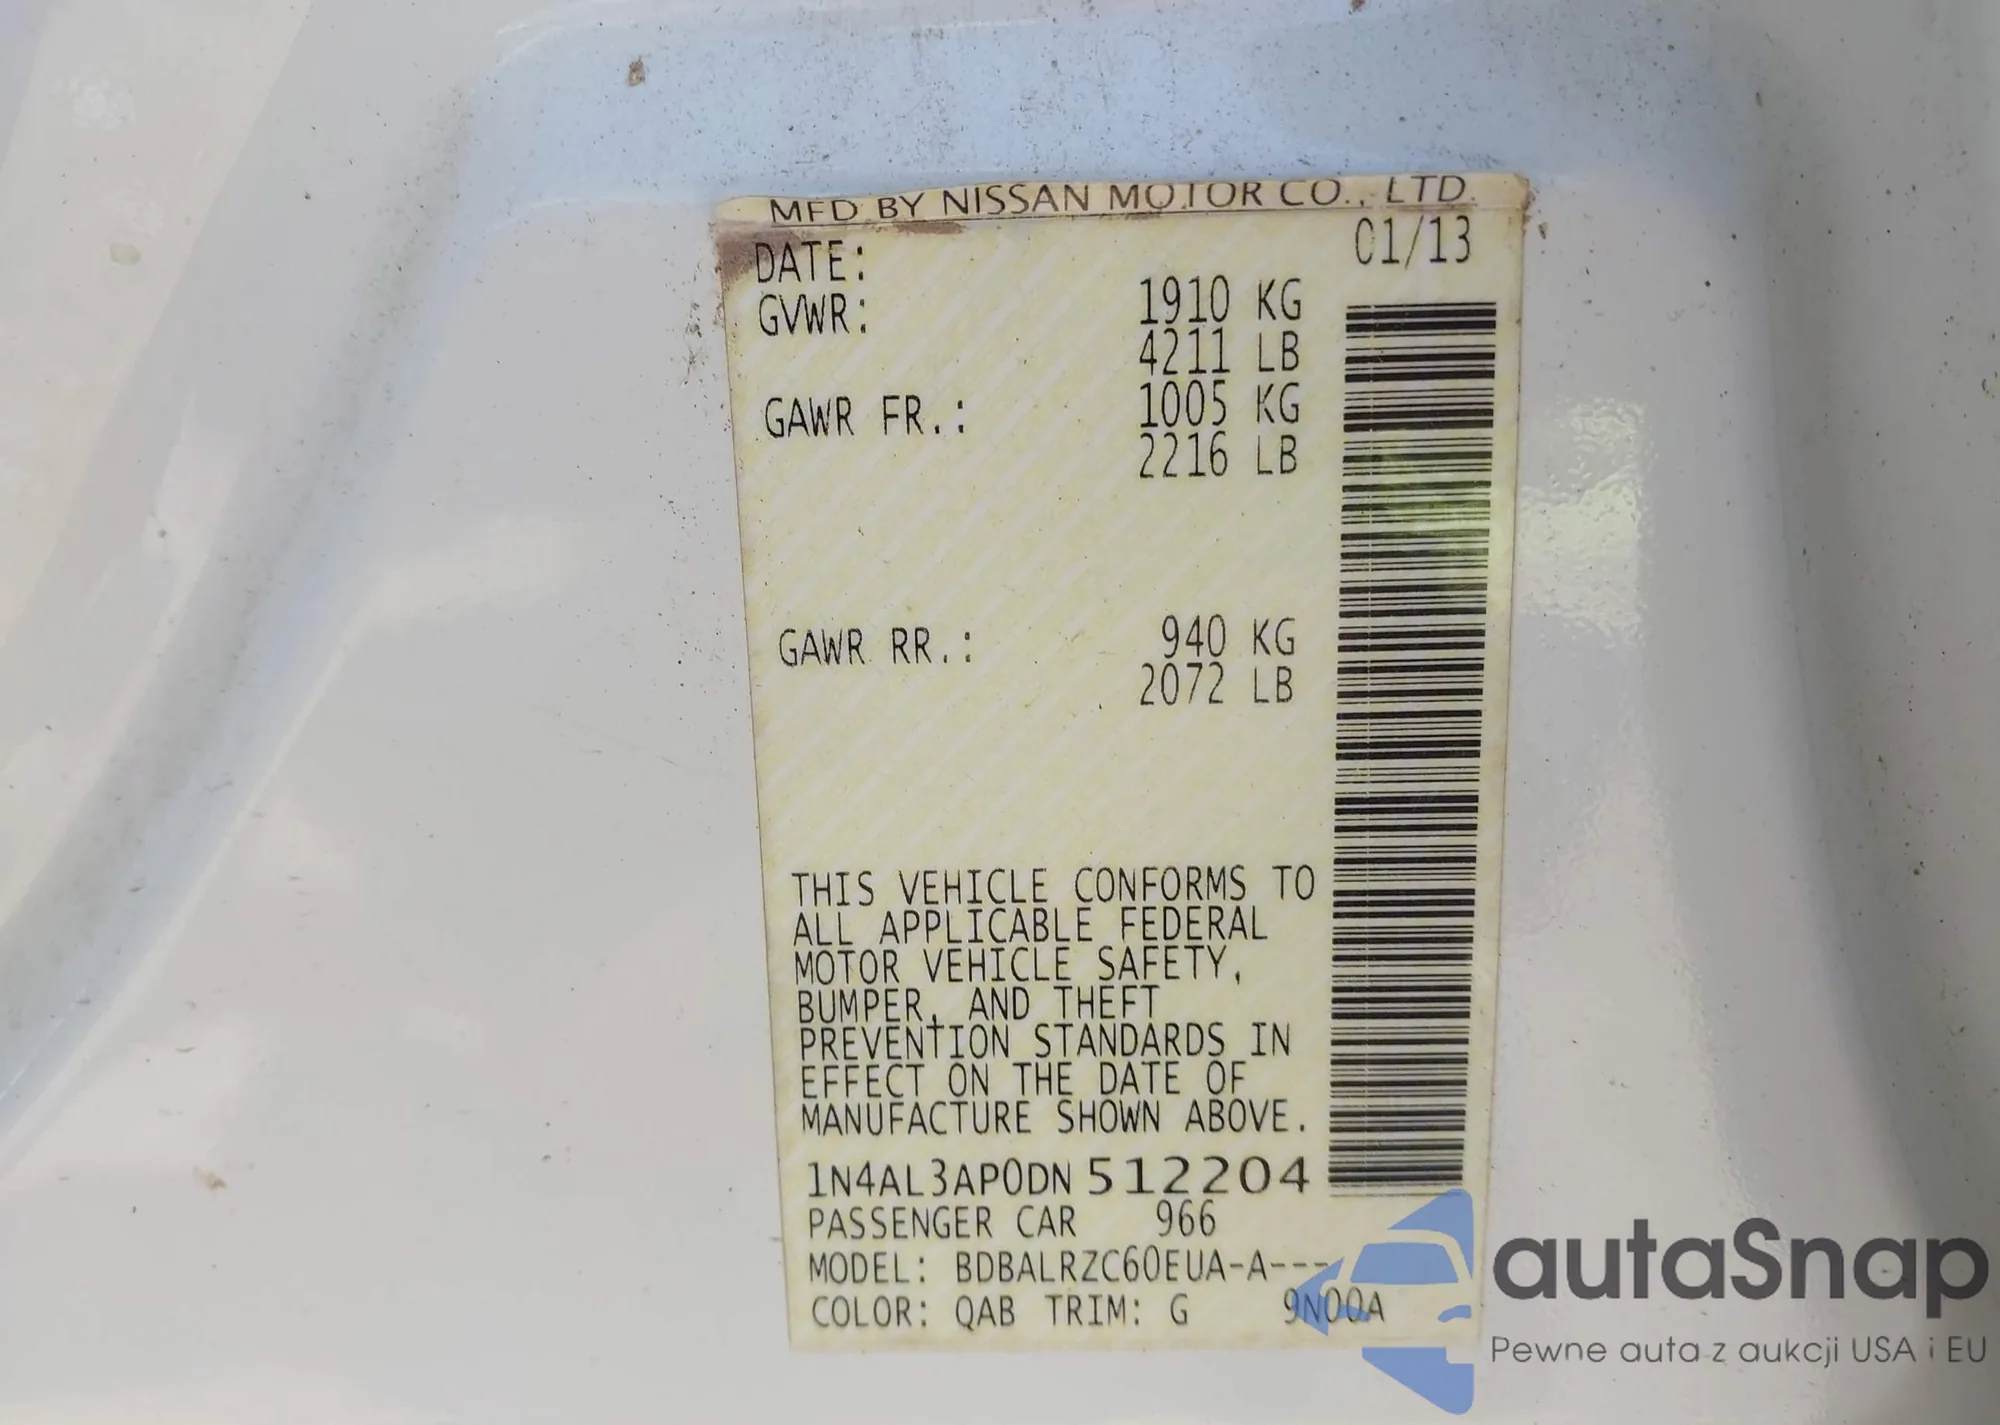 MFD BY NISSAN MOTOR CO., LTD.
DATE: 01/13
GVWR: 1910 KG
4211 LB
GAWR FR.: 1005 KG
2216 LB
GAWR RR.: 940 KG
2072 LB
THIS VEHICLE CONFORMS TO
ALL APPLICABLE FEDERAL
MOTOR VEHICLE SAFETY,
BUMPER, AND THEFT
PREVENTION STANDARDS IN
EFFECT ON THE DATE OF
MANUFACTURE SHOWN ABOVE.
1N4AL3AP0DN512204
PASSENGER CAR 966
MODEL: BDBALRZC60EUA-A---
COLOR: QAB TRIM: G 9N00A
autaSnap
Pewne auta z aukcji USA i EU